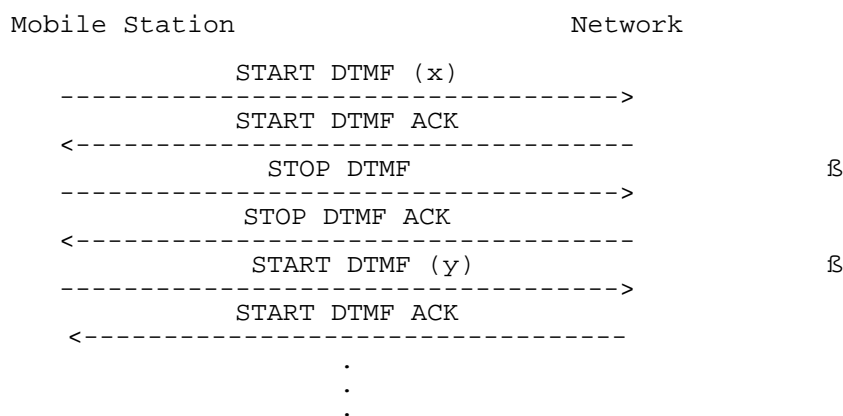 Mobile Station Network
START DTMF (x)
----------------------------------->
START DTMF ACK
<-----------------------------------
STOP DTMF ß
----------------------------------->
STOP DTMF ACK
<-----------------------------------
START DTMF (y) ß
----------------------------------->
START DTMF ACK
<----------------------------------
.
.
.